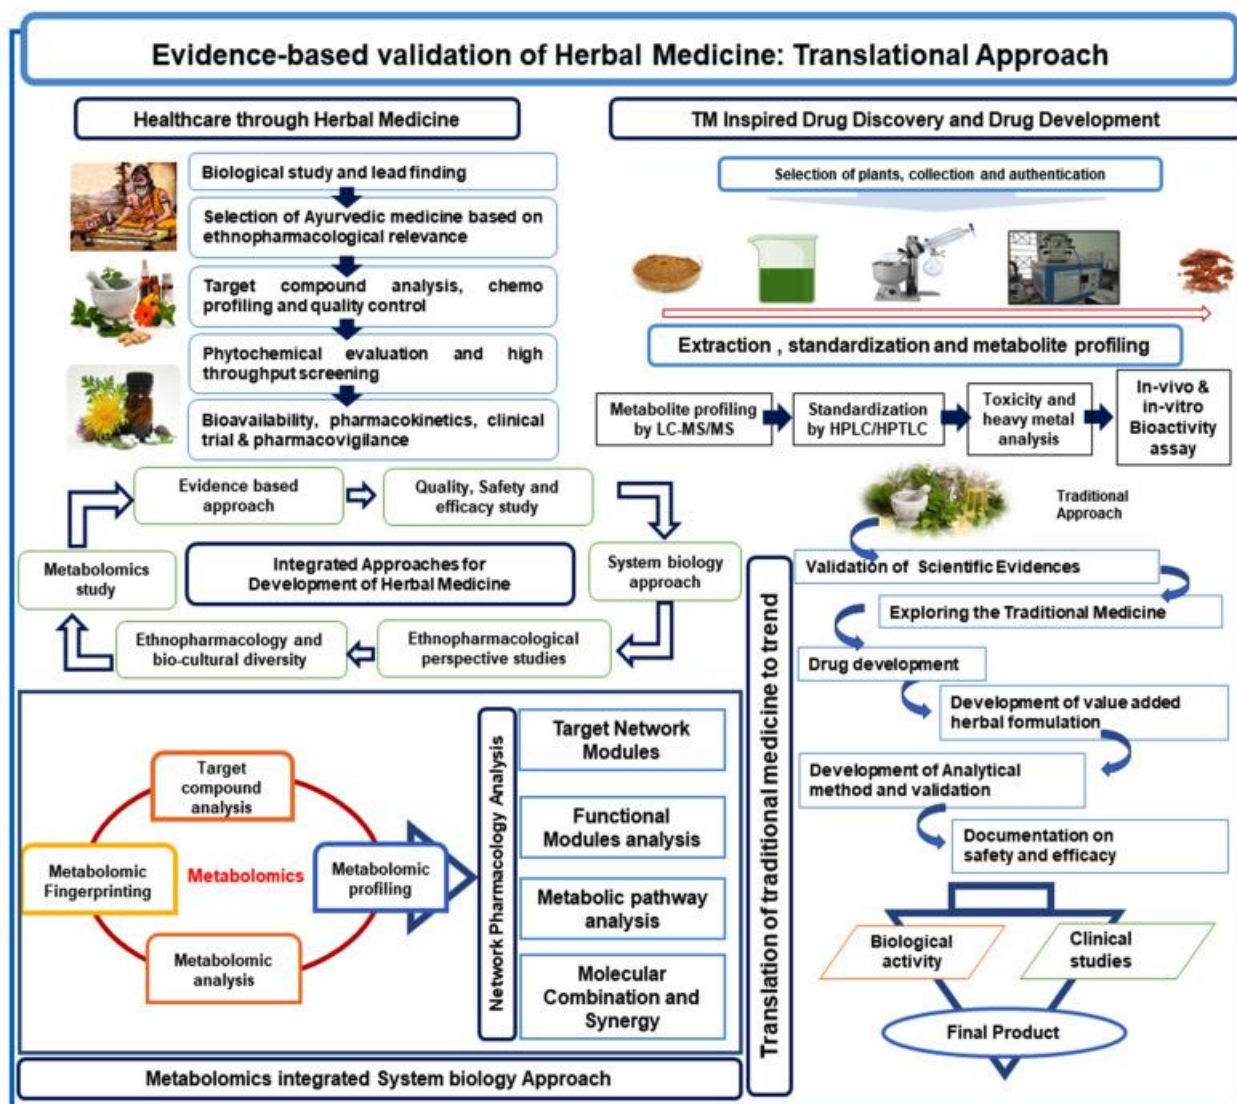 Evidence-based validation of Herbal Medicine: Translational Approach
Healthcare through Herbal Medicine
Biological study and lead finding
Selection of Ayurvedic medicine based on
ethnopharmacological relevance
Target compound analysis, chemo
profiling and quality control
Phytochemical evaluation and high
throughput screening
Bioavailability, pharmacokinetics, clinical
trial & pharmacovigilance
TM Inspired Drug Discovery and Drug Development
Selection of plants, collection and authentication
Extraction , standardization and metabolite profiling
Metabolite profiling
by LC-MS/MS
Standardization
by HPLC/HPTLC
Toxicity and
heavy metal
analysis
In-vivo &
in-vitro
Bioactivity
assay
Evidence based
approach
Quality, Safety and
efficacy study
Metabolomics
study
Integrated Approaches for
Development of Herbal Medicine
System biology
approach
Ethnopharmacology and
bio-cultural diversity
Ethnopharmacological
perspective studies
Target
compound
analysis
Metabolomic
Fingerprinting
Metabolomics
Metabolomic
profiling
Metabolomic
analysis
Network Pharmacology Analysis
Target Network
Modules
Functional
Modules analysis
Metabolic pathway
analysis
Molecular
Combination and
Synergy
Metabolomics integrated System biology Approach
Translation of traditional medicine to trend
Traditional
Approach
Validation of Scientific Evidences
Exploring the Traditional Medicine
Drug development
Development of value added
herbal formulation
Development of Analytical
method and validation
Documentation on
safety and efficacy
Biological
activity
Clinical
studies
Final Product